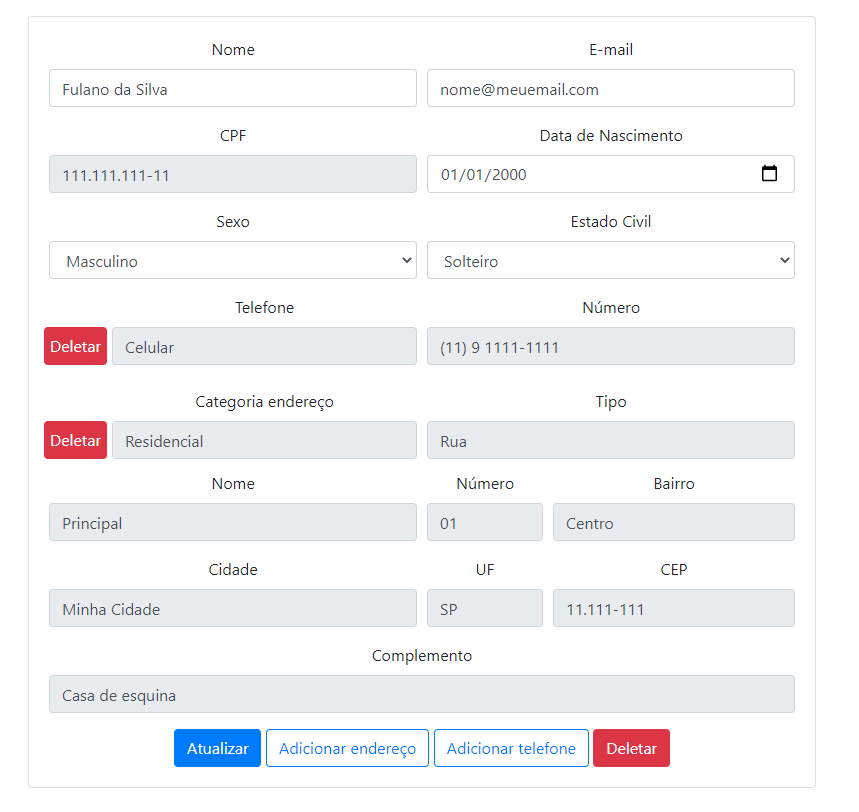 Nome E-mail
Fulano da Silva nome@meuemail.com
CPF Data de Nascimento
111.111.111-11 01/01/2000
Sexo Estado Civil
Masculino Solteiro
Telefone Número
Deletar Celular (11) 9 1111-1111
Categoria endereço Tipo
Deletar Residencial Rua
Nome Número Bairro
Principal 01 Centro
Cidade UF CEP
Minha Cidade SP 11.111-111
Complemento
Casa de esquina
Atualizar Adicionar endereço Adicionar telefone Deletar